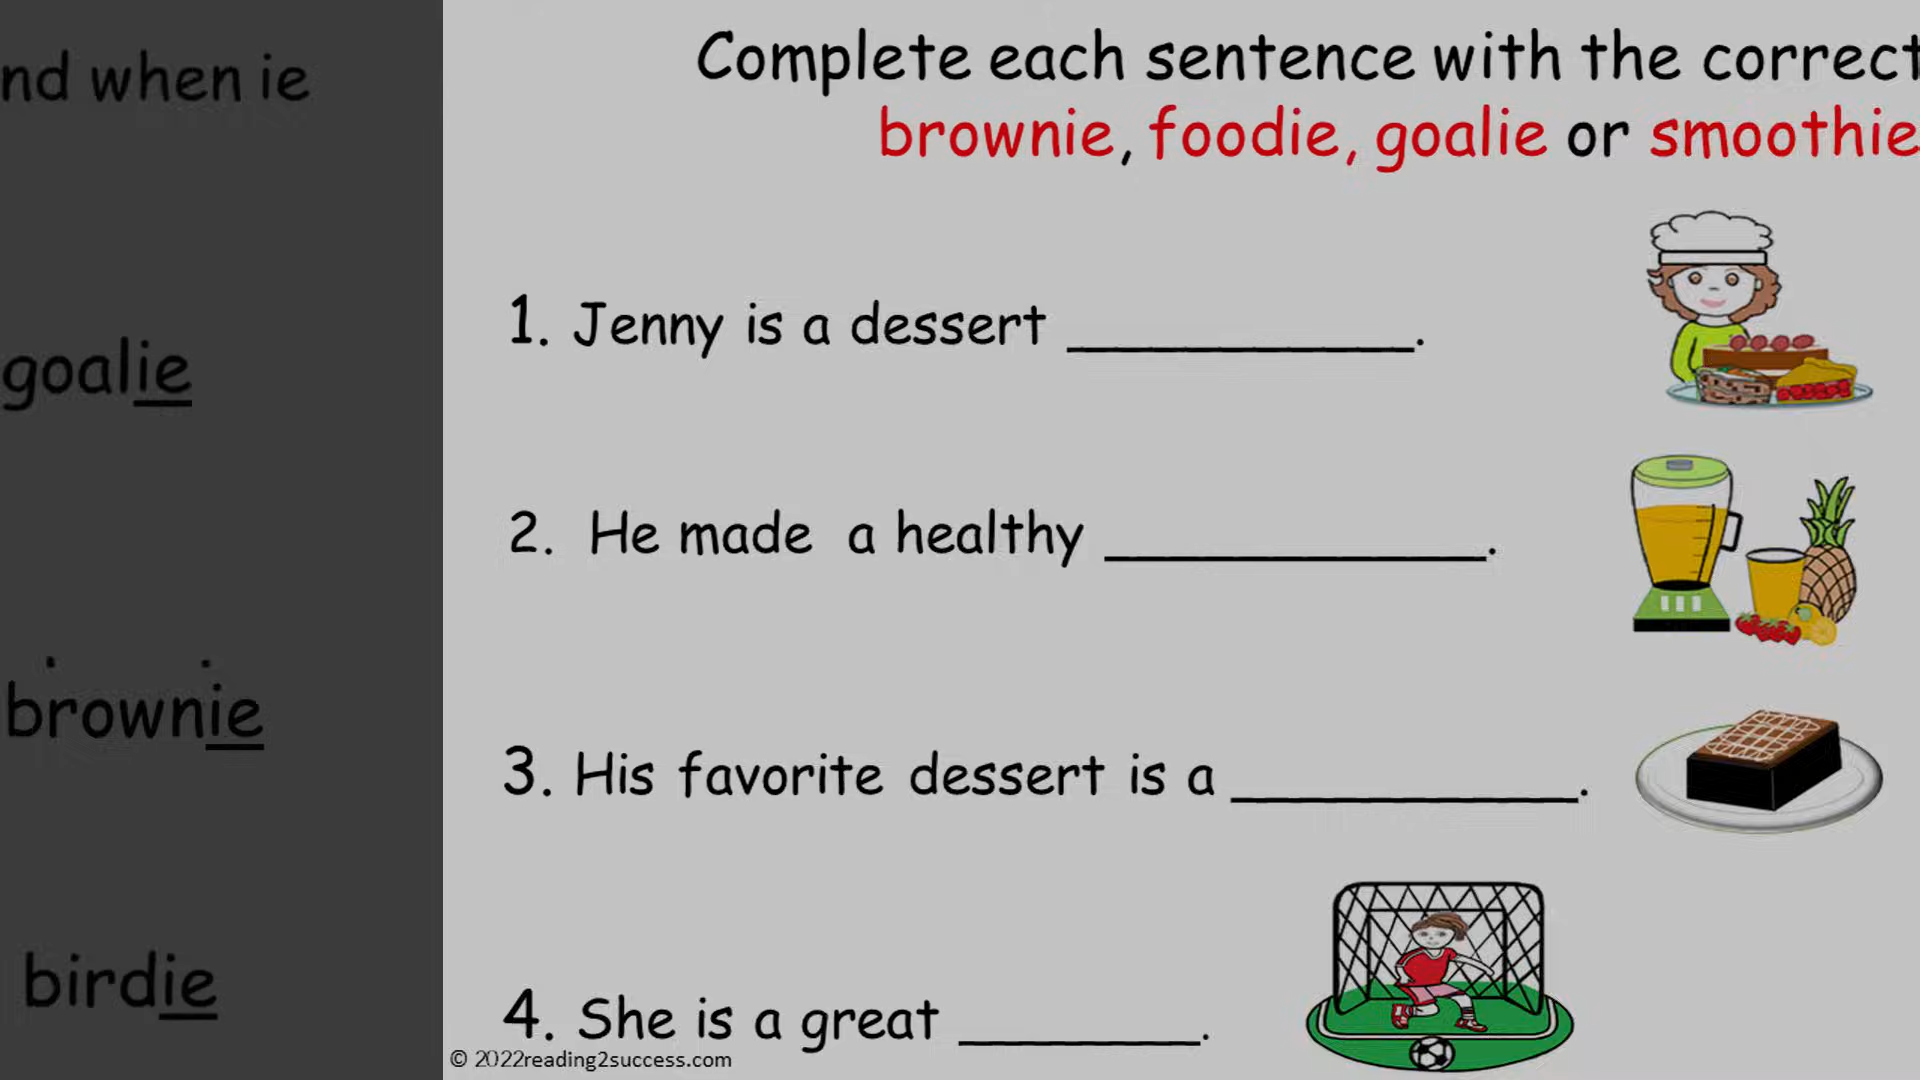 nd when ie
goalie
brownie
birdie
Complete each sentence with the correct
brownie, foodie, goalie or smoothie
1. Jenny is a dessert ____________.
2. He made a healthy _____________.
3. His favorite dessert is a ____________.
4. She is a great ________.
© 2022reading2success.com